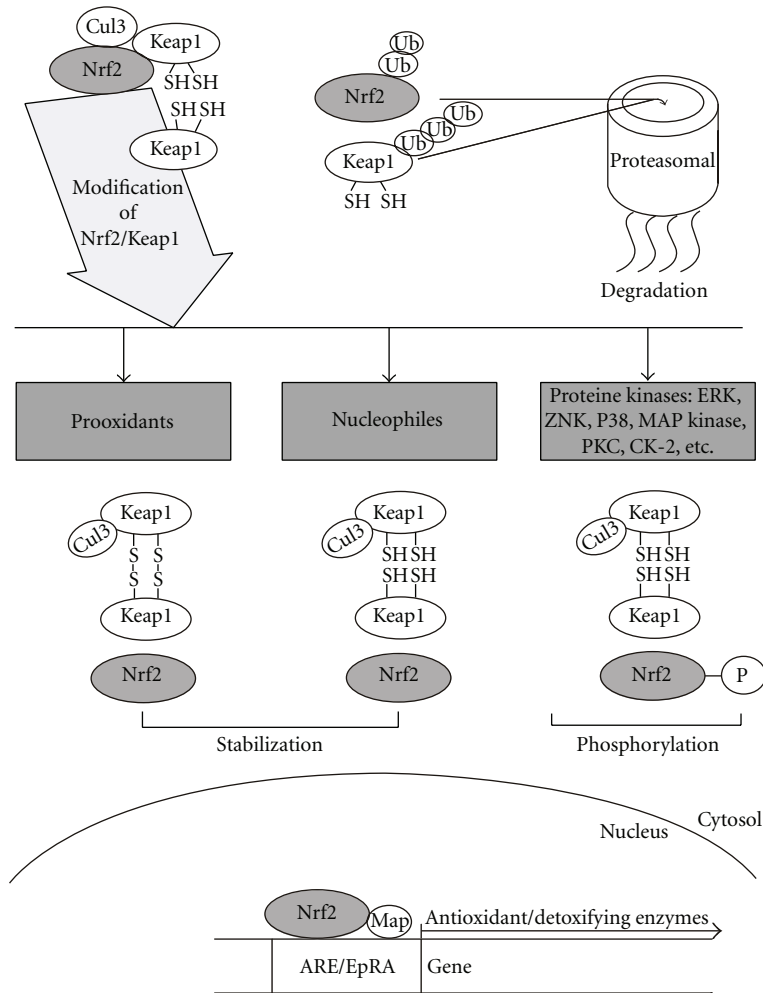 Cul3
Keap1
Nrf2
SH SH
SH SH
Keap1
Modification
of
Nrf2/Keap1
Ub
Ub
Nrf2
Ub
Ub
Ub
Keap1
SH SH
Proteasomal
Degradation
Prooxidants
Nucleophiles
Proteine kinases: ERK,
ZNK, P38, MAP kinase,
PKC, CK-2, etc.
Keap1
Cul3
S S
S S
Keap1
Nrf2
Keap1
Cul3
SH SH
SH SH
Keap1
Nrf2
Keap1
Cul3
SH SH
SH SH
Keap1
Nrf2
P
Stabilization
Phosphorylation
Nucleus
Cytosol
Nrf2
Map
Antioxidant/detoxifying enzymes
ARE/EpRA
Gene